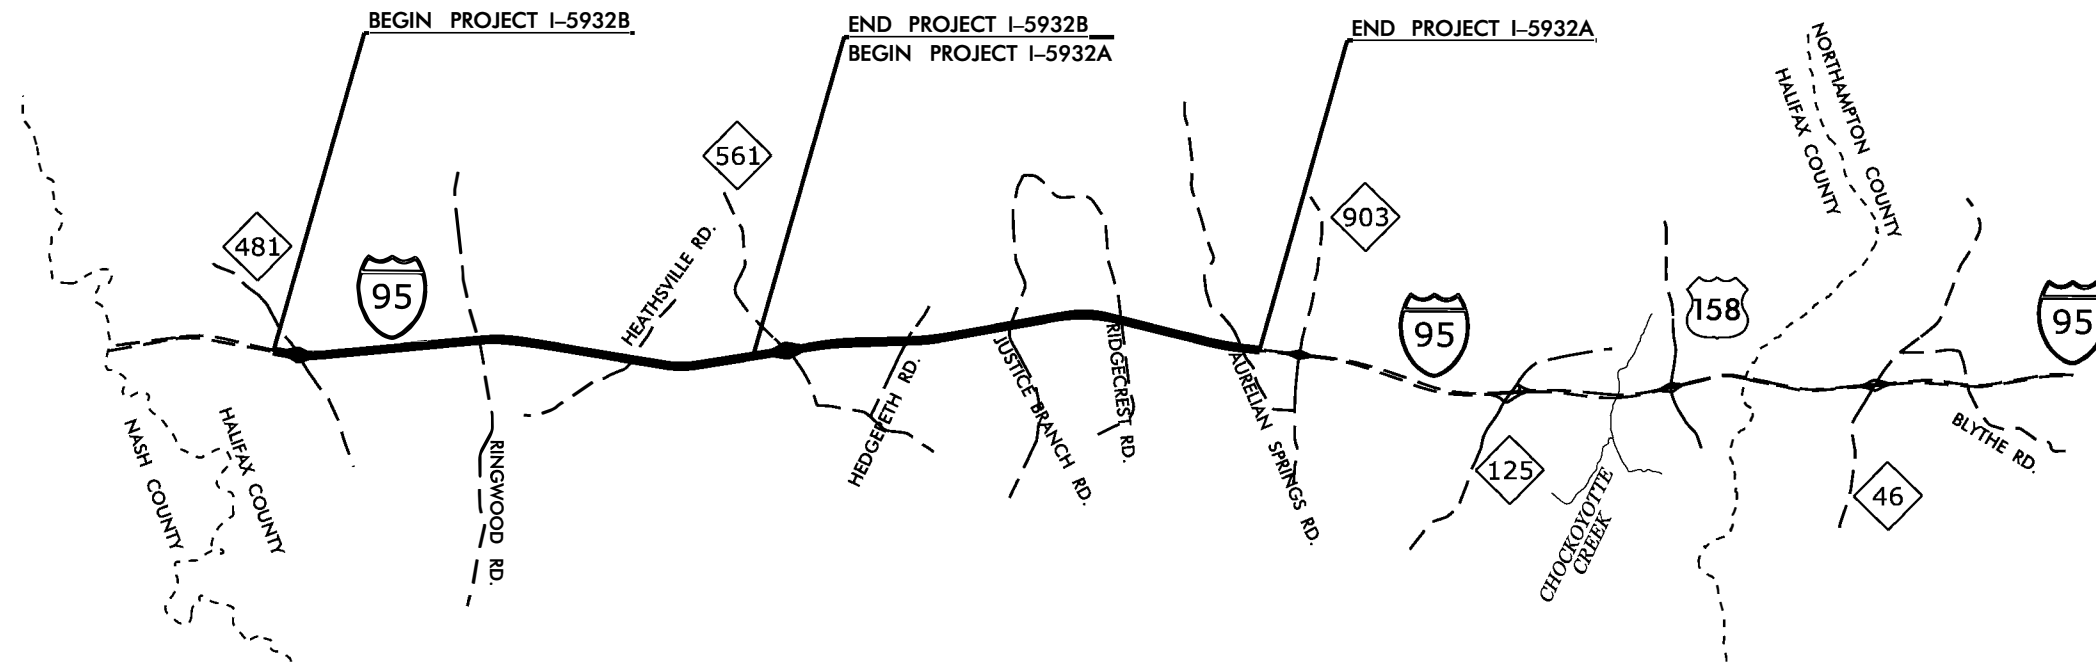 BEGIN PROJECT I–5932B
END PROJECT I–5932B
BEGIN PROJECT I–5932A
END PROJECT I–5932A
NORTHAMPTON COUNTY
HALIFAX COUNTY
561
903
481
95
HEATHSVILLE RD.
158
95
95
HALIFAX COUNTY
NASH COUNTY
RINGWOOD RD.
HEDGEPETH RD.
JUSTICE BRANCH RD.
RIDGECREST RD.
AURELIAN SPRINGS RD.
125
CHOCKOYOTTE
CREEK
46
BLYTHE RD.